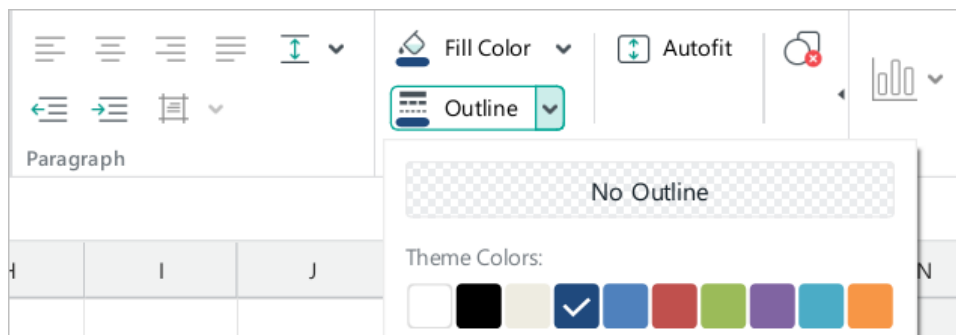 Fill Color
Autofit
Outline
Paragraph
No Outline
Theme Colors:
I J N